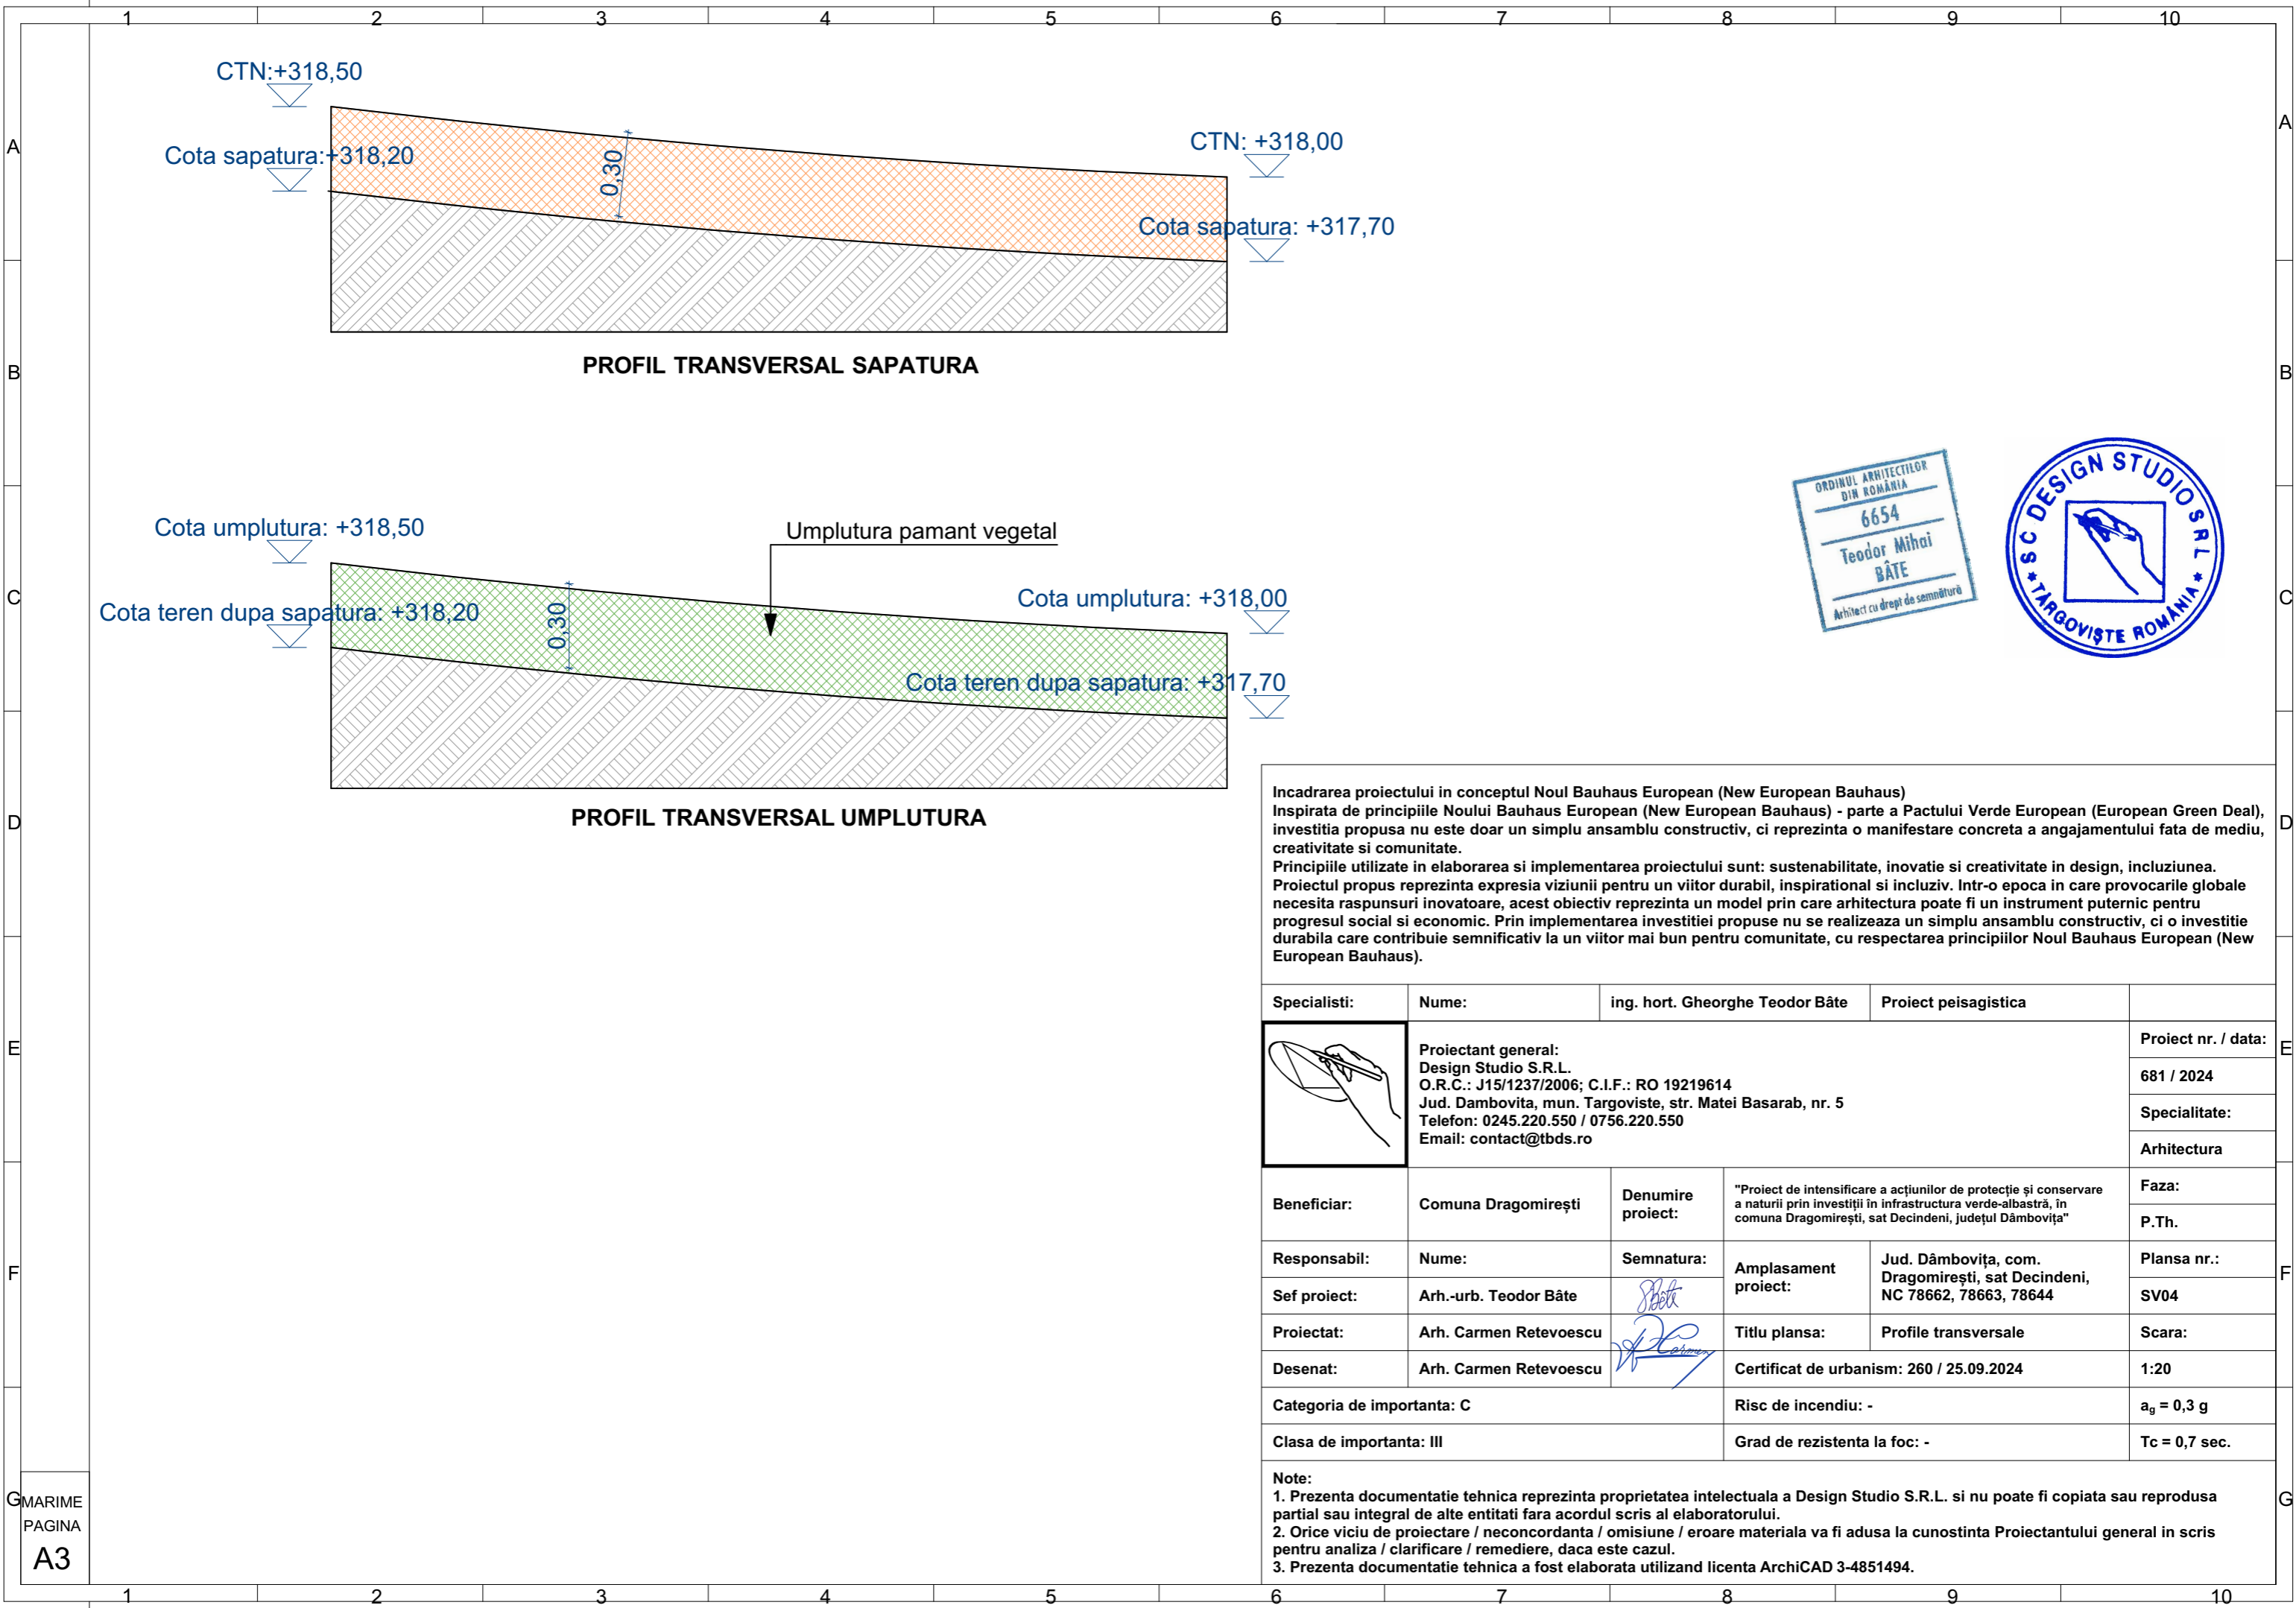 1 2 3 4 5 6 7 8 9 10
A
B
C
D
E
F
G
CTN:+318,50
Cota sapatura:+318,20
0,30
CTN: +318,00
Cota sapatura: +317,70
PROFIL TRANSVERSAL SAPATURA
Cota umplutura: +318,50
Umplutura pamant vegetal
Cota teren dupa sapatura: +318,20
0,30
Cota umplutura: +318,00
Cota teren dupa sapatura: +317,70
PROFIL TRANSVERSAL UMPLUTURA
ORDINUL ARHITECTILOR
DIN ROMÂNIA
6654
Teodor Mihai
BÂTE
Arhitect cu drept de semnătură
SC DESIGN STUDIO SRL
* TÂRGOVIȘTE ROMÂNIA *
Incadrarea proiectului in conceptul Noul Bauhaus European (New European Bauhaus)
Inspirata de principiile Noului Bauhaus European (New European Bauhaus) - parte a Pactului Verde European (European Green Deal),
investitia propusa nu este doar un simplu ansamblu constructiv, ci reprezinta o manifestare concreta a angajamentului fata de mediu,
creativitate si comunitate.
Principiile utilizate in elaborarea si implementarea proiectului sunt: sustenabilitate, inovatie si creativitate in design, incluziunea.
Proiectul propus reprezinta expresia viziunii pentru un viitor durabil, inspirational si incluziv. Intr-o epoca in care provocarile globale
necesita raspunsuri inovatoare, acest obiectiv reprezinta un model prin care arhitectura poate fi un instrument puternic pentru
progresul social si economic. Prin implementarea investitiei propuse nu se realizeaza un simplu ansamblu constructiv, ci o investitie
durabila care contribuie semnificativ la un viitor mai bun pentru comunitate, cu respectarea principiilor Noul Bauhaus European (New
European Bauhaus).
Specialisti: Nume: ing. hort. Gheorghe Teodor Bâte Proiect peisagistica
Proiectant general:
Design Studio S.R.L.
O.R.C.: J15/1237/2006; C.I.F.: RO 19219614
Jud. Dambovita, mun. Targoviste, str. Matei Basarab, nr. 5
Telefon: 0245.220.550 / 0756.220.550
Email: contact@tbds.ro
Proiect nr. / data:
681 / 2024
Specialitate:
Arhitectura
Beneficiar: Comuna Dragomirești
Denumire
proiect:
"Proiect de intensificare a acțiunilor de protecție și conservare
a naturii prin investiții în infrastructura verde-albastră, în
comuna Dragomirești, sat Decindeni, județul Dâmbovița"
Faza:
P.Th.
Responsabil: Nume: Semnatura:
Amplasament
proiect:
Jud. Dâmbovița, com.
Dragomirești, sat Decindeni,
NC 78662, 78663, 78644
Plansa nr.:
SV04
Sef proiect: Arh.-urb. Teodor Bâte
Proiectat: Arh. Carmen Retevoescu
Titlu plansa: Profile transversale
Scara:
Desenat: Arh. Carmen Retevoescu
Certificat de urbanism: 260 / 25.09.2024
1:20
Categoria de importanta: C Risc de incendiu: - ag = 0,3 g
Clasa de importanta: III Grad de rezistenta la foc: - Tc = 0,7 sec.
Note:
1. Prezenta documentatie tehnica reprezinta proprietatea intelectuala a Design Studio S.R.L. si nu poate fi copiata sau reprodusa
partial sau integral de alte entitati fara acordul scris al elaboratorului.
2. Orice viciu de proiectare / neconcordanta / omisiune / eroare materiala va fi adusa la cunostinta Proiectantului general in scris
pentru analiza / clarificare / remediere, daca este cazul.
3. Prezenta documentatie tehnica a fost elaborata utilizand licenta ArchiCAD 3-4851494.
MARIME
PAGINA
A3
A
B
C
D
E
F
G
1 2 3 4 5 6 7 8 9 10